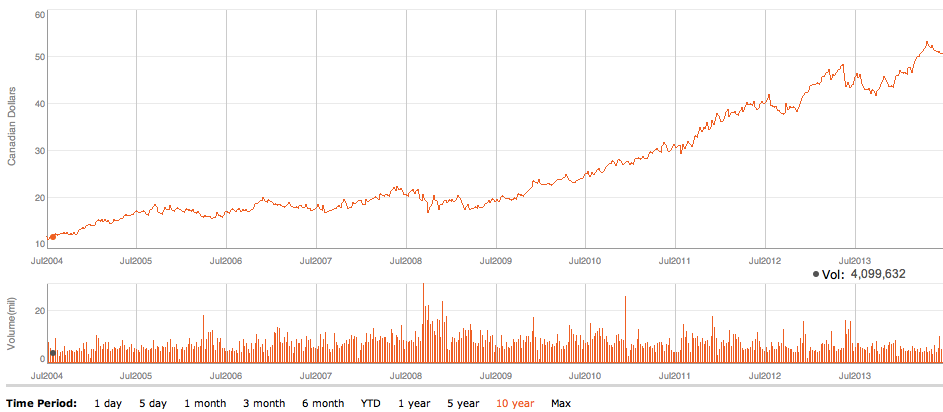 60
50
40
30
20
10
Canadian Dollars
Jul2004 Jul2005 Jul2006 Jul2007 Jul2008 Jul2009 Jul2010 Jul2011 Jul2012 Jul2013
Vol: 4,099,632
20
0
Volume(mil)
Jul2004 Jul2005 Jul2006 Jul2007 Jul2008 Jul2009 Jul2010 Jul2011 Jul2012 Jul2013
Time Period: 1 day 5 day 1 month 3 month 6 month YTD 1 year 5 year 10 year Max